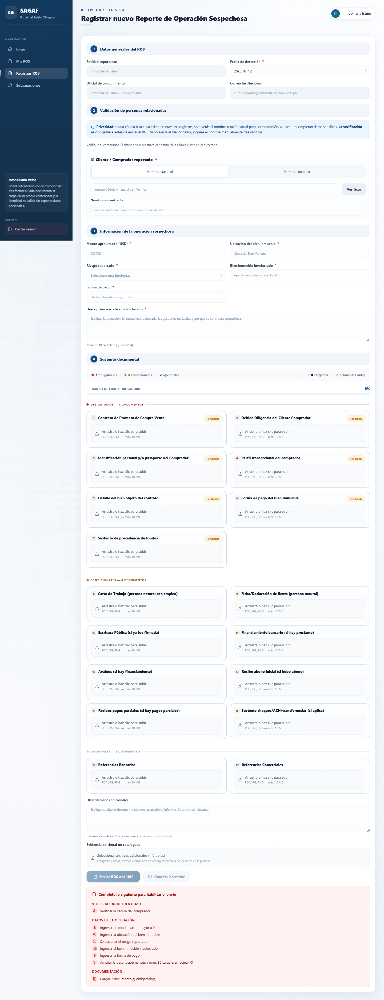 SG
SAGAF
Portal del Sujeto Obligado
NAVEGACIÓN
Inicio
Mis ROS
Registrar ROS
Subsanaciones
Inmobiliaria Istmo
Portal autenticado con verificación de
dos factores. Cada documento se
carga en su propio contenedor y la
identidad se valida sin exponer datos
personales.
SESIÓN
Cerrar sesión
RECEPCIÓN Y REGISTRO
Registrar nuevo Reporte de Operación Sospechosa
II
Inmobiliaria Istmo
1 Datos generales del ROS
Entidad reportante
Inmobiliaria Istmo
Fecha de detección *
2026-07-12
Oficial de cumplimiento
Inmobiliaria Istmo - Cumplimiento
Correo institucional
cumplimiento@inmobiliariaistmo.com.pa
2 Validación de personas relacionadas
Privacidad: si una cédula o RUC ya existe en nuestros registros, solo verás el nombre o razón social para corroboración. No se autocompletan datos sensibles. La verificación
es obligatoria antes de enviar el ROS. Si no existe el identificador, ingrese el nombre manualmente tras verificar.
Verifique al comprador. El sistema solo mostrará el nombre si la cédula existe en el directorio.
Cliente / Comprador reportado *
Persona Natural
Persona Jurídica
Ingrese Cédula y haga clic en Verificar
Verificar
Nombre encontrado
Solo se mostrará el nombre si existe coincidencia
3 Información de la operación sospechosa
Monto aproximado (USD) *
985000
Ubicación del bien inmueble *
Costa del Este, Panamá
Riesgo reportado *
Seleccione una tipología...
Bien inmueble involucrado *
Apartamento, finca, casa, local...
Forma de pago *
Efectivo, transferencia, mixto...
Descripción narrativa de los hechos *
Explique la operación, la inusualidad detectada, las gestiones realizadas y por qué se considera sospechosa.
Mínimo 30 caracteres (0 escritos)
4 Sustento documental
7 obligatorios
8 condicionales
2 opcionales
0 cargados
7 pendientes oblig.
PROGRESO DE CARGA OBLIGATORIOS
0%
OBLIGATORIOS — 7 DOCUMENTOS
1 Contrato de Promesa de Compra Venta
Pendiente
Arrastra o haz clic para subir
PDF, JPG, PNG — máx. 10 MB
2 Debida Diligencia del Cliente Comprador
Pendiente
Arrastra o haz clic para subir
PDF, JPG, PNG — máx. 10 MB
3 Identificación personal y/o pasaporte del Comprador
Pendiente
Arrastra o haz clic para subir
PDF, JPG, PNG — máx. 10 MB
4 Perfil transaccional del comprador
Pendiente
Arrastra o haz clic para subir
PDF, JPG, PNG — máx. 10 MB
5 Detalle del bien objeto del contrato
Pendiente
Arrastra o haz clic para subir
PDF, JPG, PNG — máx. 10 MB
6 Forma de pago del Bien Inmueble
Pendiente
Arrastra o haz clic para subir
PDF, JPG, PNG — máx. 10 MB
7 Sustento de procedencia de fondos
Pendiente
Arrastra o haz clic para subir
PDF, JPG, PNG — máx. 10 MB
CONDICIONALES — 8 DOCUMENTOS
8 Carta de Trabajo (persona natural con empleo)
Arrastra o haz clic para subir
PDF, JPG, PNG — máx. 10 MB
9 Ficha/Declaración de Renta (persona natural)
Arrastra o haz clic para subir
PDF, JPG, PNG — máx. 10 MB
10 Escritura Pública (si ya fue firmada)
Arrastra o haz clic para subir
PDF, JPG, PNG — máx. 10 MB
11 Financiamiento bancario (si hay préstamo)
Arrastra o haz clic para subir
PDF, JPG, PNG — máx. 10 MB
12 Avalúos (si hay financiamiento)
Arrastra o haz clic para subir
PDF, JPG, PNG — máx. 10 MB
13 Recibo abono inicial (si hubo abono)
Arrastra o haz clic para subir
PDF, JPG, PNG — máx. 10 MB
14 Recibos pagos parciales (si hay pagos parciales)
Arrastra o haz clic para subir
PDF, JPG, PNG — máx. 10 MB
15 Sustento cheques/ACH/transferencias (si aplica)
Arrastra o haz clic para subir
PDF, JPG, PNG — máx. 10 MB
OPCIONALES — 2 DOCUMENTOS
16 Referencias Bancarias
Arrastra o haz clic para subir
PDF, JPG, PNG — máx. 10 MB
17 Referencias Comerciales
Arrastra o haz clic para subir
PDF, JPG, PNG — máx. 10 MB
Observaciones adicionales
Explique cualquier documento faltante, aclaración o información adicional relevante.
Información adicional o aclaraciones generales sobre el caso.
Evidencia adicional no catalogada
Seleccionar archivos adicionales (múltiples)
Fotografías, notas, correos u otros archivos complementarios no incluidos en la plantilla
Enviar ROS a la UAF
Guardar borrador
Complete lo siguiente para habilitar el envío
VERIFICACIÓN DE IDENTIDAD
Verificar la cédula del comprador
DATOS DE LA OPERACIÓN
Ingresar un monto válido mayor a 0
Ingresar la ubicación del bien inmueble
Seleccionar el riesgo reportado
Ingresar el bien inmueble involucrado
Ingresar la forma de pago
Ampliar la descripción narrativa (mín. 30 caracteres, actual: 0)
DOCUMENTACIÓN
Cargar 7 documento(s) obligatorio(s)